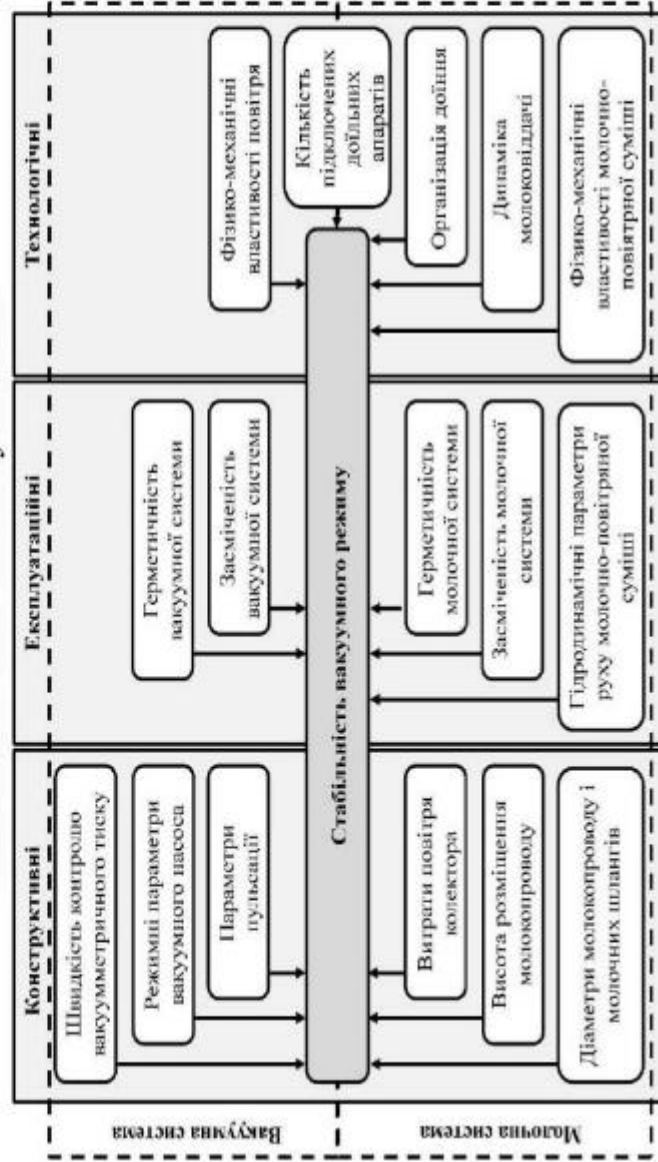 Конструктивні
Експлуатаційні
Технологічні
Вакуумна система
Швидкість контролю
вакуумметричного тиску
Режимні параметри
вакуумного насоса
Параметри
пульсації
Герметичність
вакуумної системи
Засміченість
вакуумної системи
Фізико-механічні
властивості повітря
Кількість
підключених
доїльних
апаратів
Стабільність вакуумного режиму
Молочна система
Витрати повітря
колектора
Висота розміщення
молокопроводу
Діаметри молокопроводу і
молочних шлангів
Герметичність
молочної системи
Засміченість молочної
системи
Гідродинамічні параметри
руху молочно-повітряної
суміші
Організація доїння
Динаміка
молоковіддачі
Фізико-механічні
властивості молочно-
повіятрної суміші